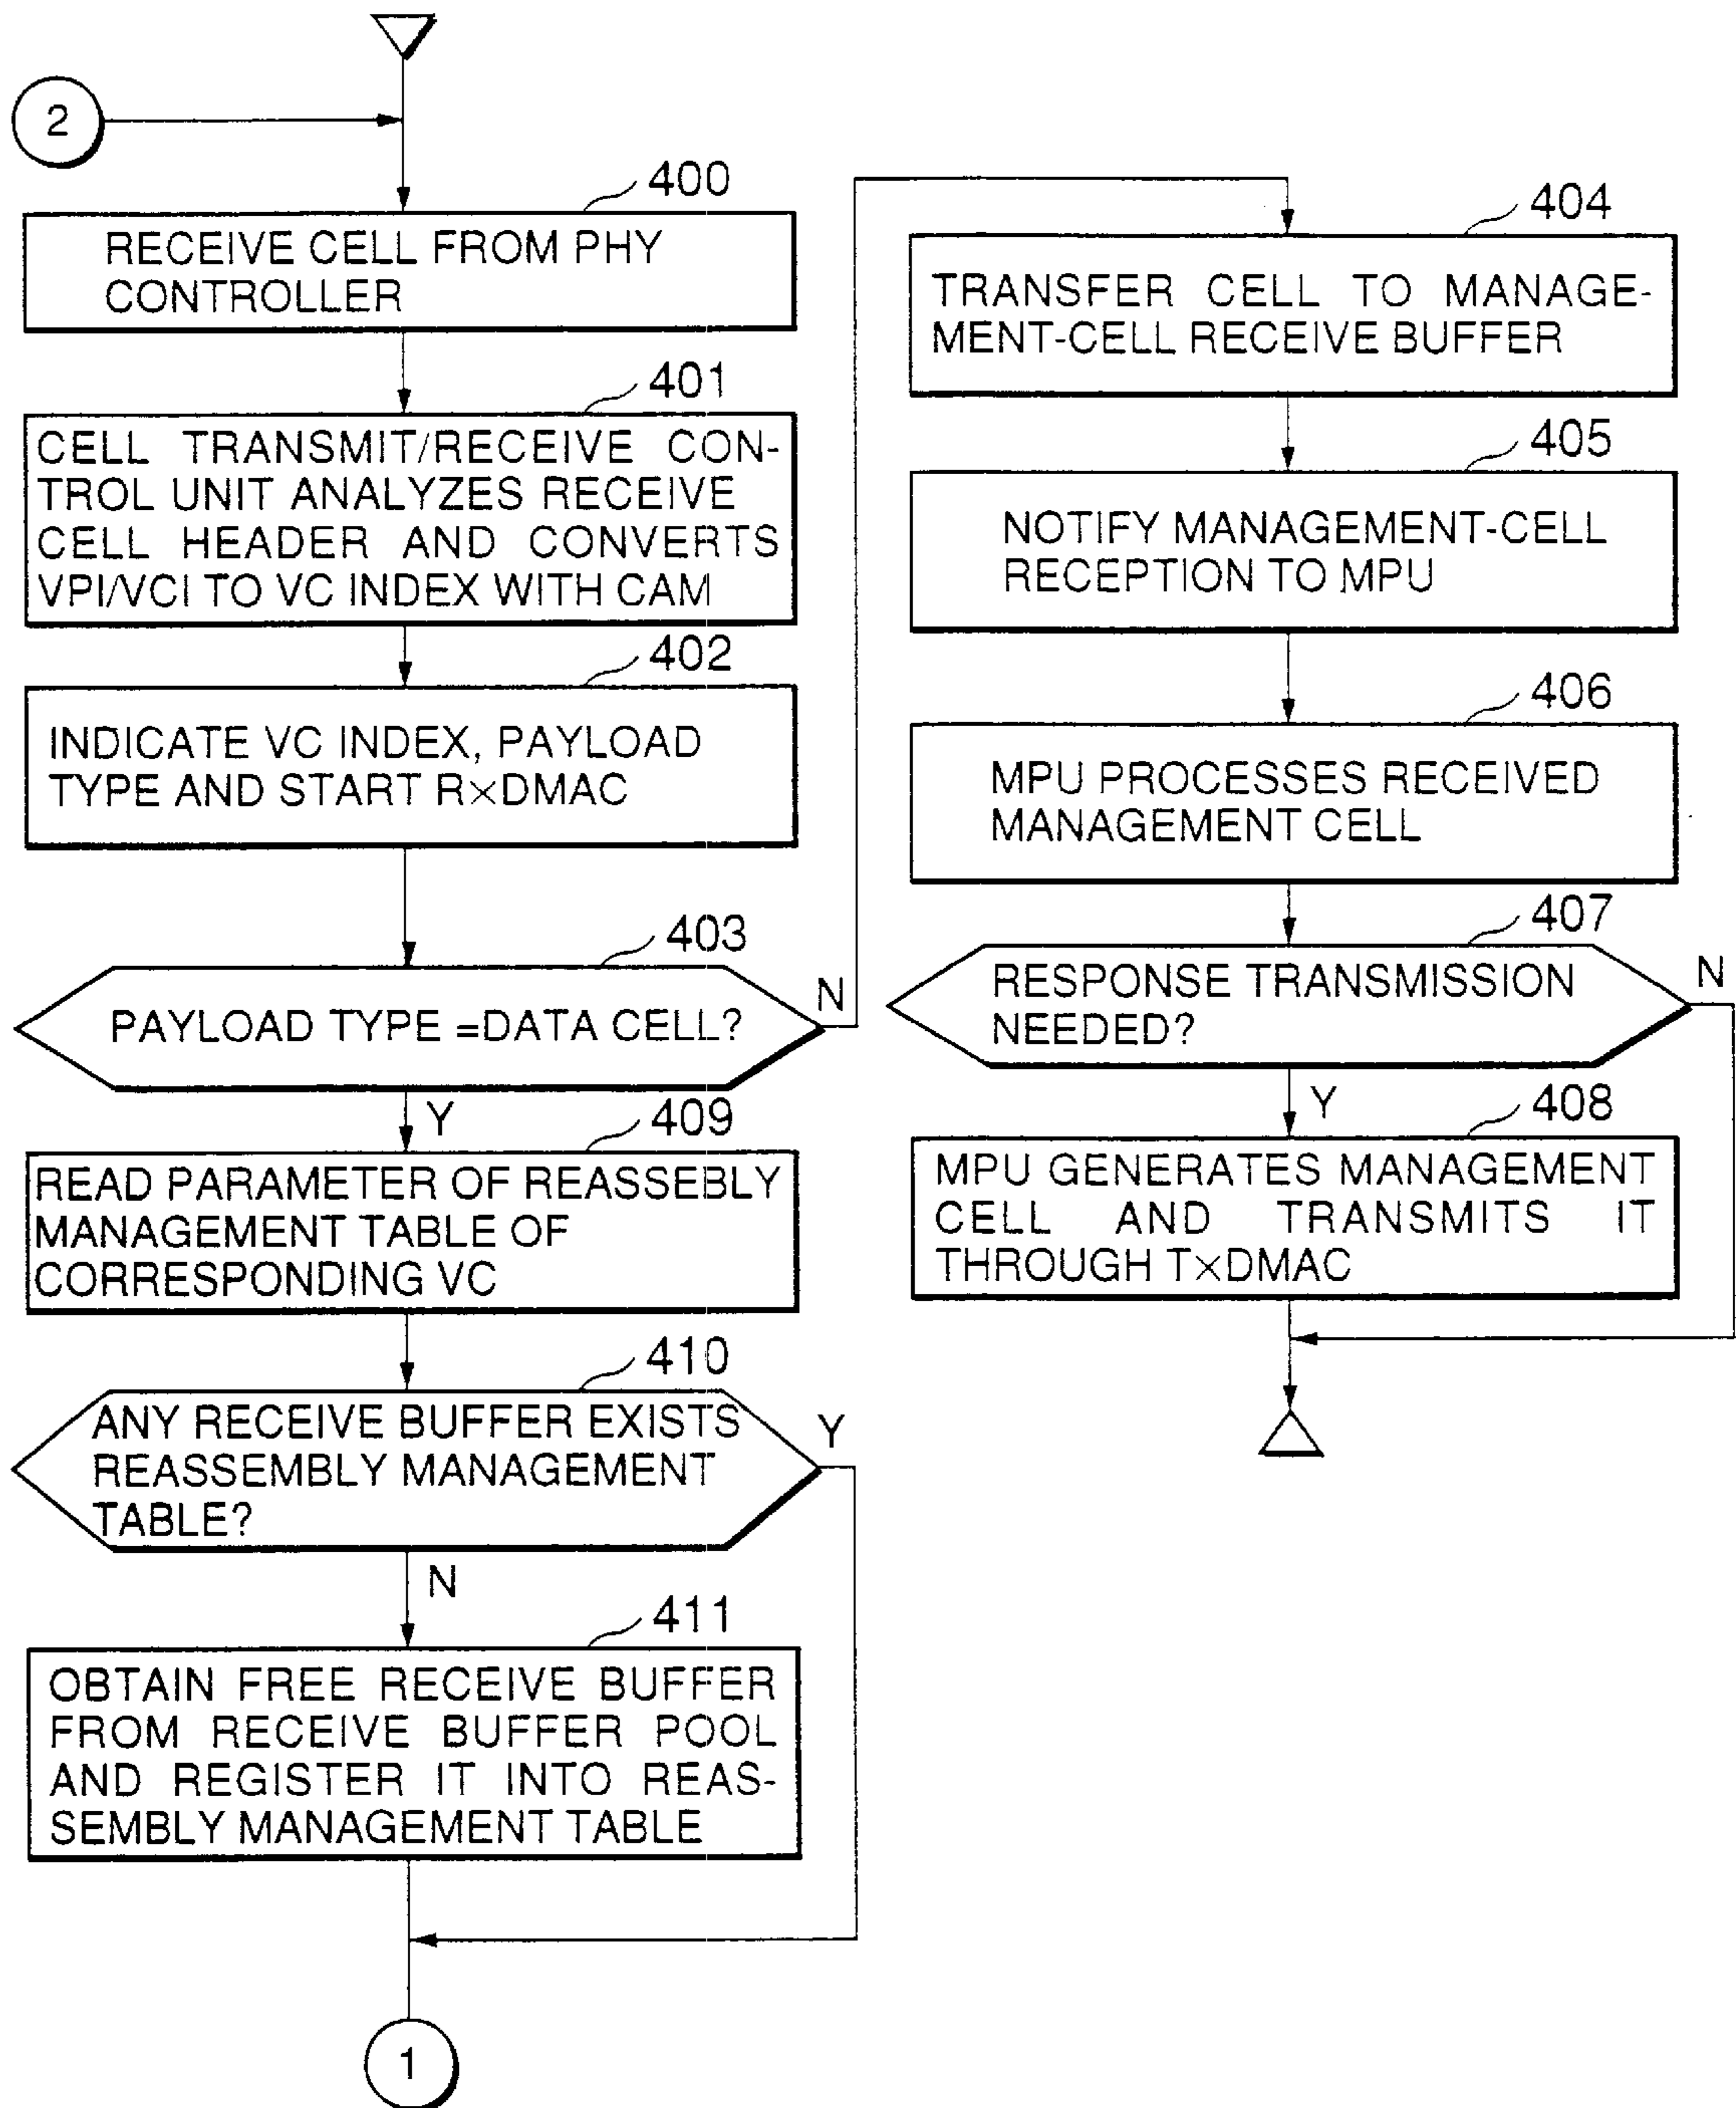 2
400
RECEIVE CELL FROM PHY
CONTROLLER
401
CELL TRANSMIT/RECEIVE CON-
TROL UNIT ANALYZES RECEIVE
CELL HEADER AND CONVERTS
VPI/VCI TO VC INDEX WITH CAM
402
INDICATE VC INDEX, PAYLOAD
TYPE AND START R×DMAC
403
PAYLOAD TYPE =DATA CELL?
N
Y
409
READ PARAMETER OF REASSEBLY
MANAGEMENT TABLE OF
CORRESPONDING VC
410
ANY RECEIVE BUFFER EXISTS
REASSEMBLY MANAGEMENT
TABLE?
Y
N
411
OBTAIN FREE RECEIVE BUFFER
FROM RECEIVE BUFFER POOL
AND REGISTER IT INTO REAS-
SEMBLY MANAGEMENT TABLE
1
404
TRANSFER CELL TO MANAGE-
MENT-CELL RECEIVE BUFFER
405
NOTIFY MANAGEMENT-CELL
RECEPTION TO MPU
406
MPU PROCESSES RECEIVED
MANAGEMENT CELL
407
RESPONSE TRANSMISSION
NEEDED?
N
Y
408
MPU GENERATES MANAGEMENT
CELL AND TRANSMITS IT
THROUGH T×DMAC